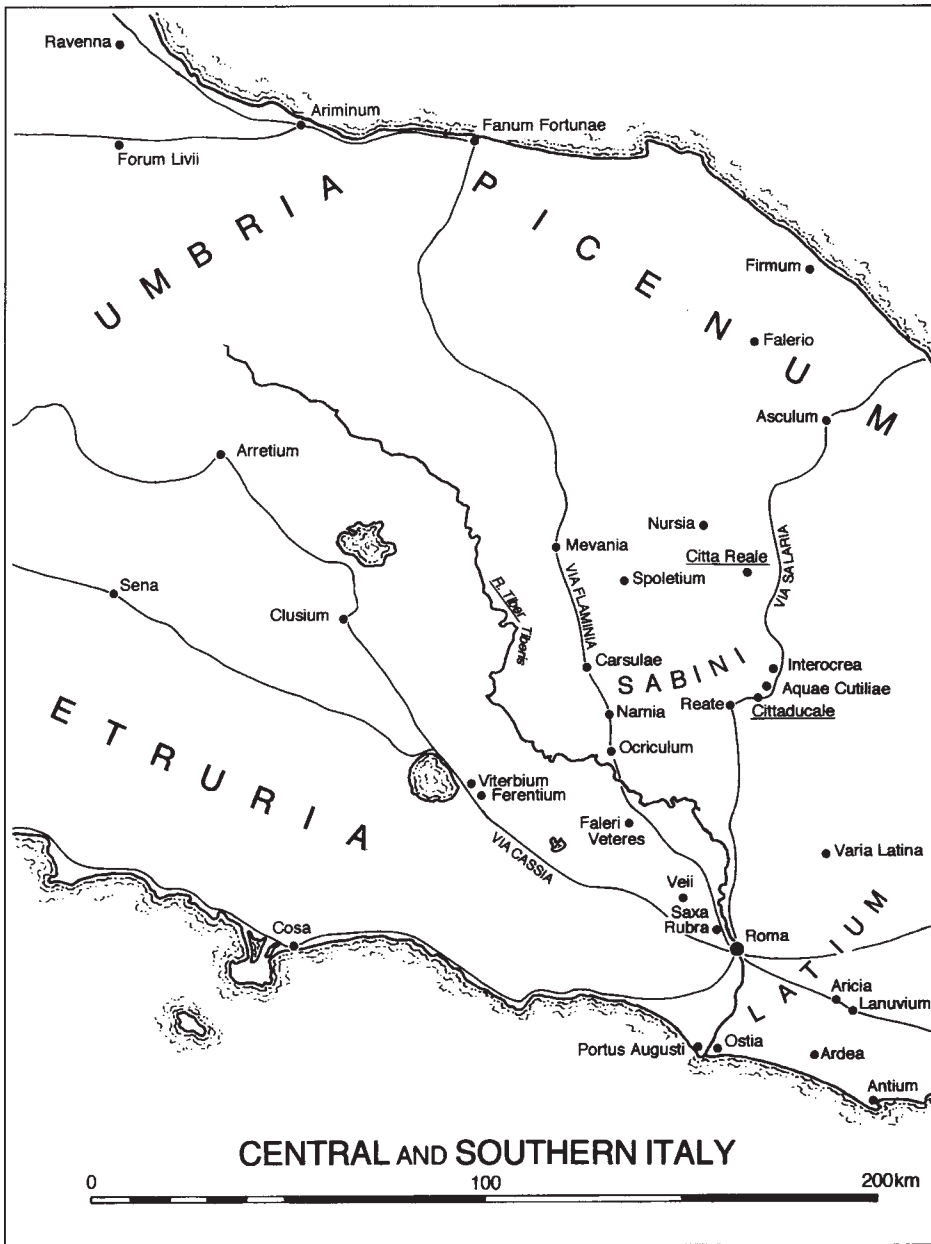 Ravenna
Ariminum
Fanum Fortunae
Forum Livii
UMBRIA
PICENUM
Firmum
Falerio
Asculum
Arretium
Nursia
Mevania
Citta Reale
VIA SALARIA
Spoletium
Sena
R. Tiber
Tiberis
VIA FLAMINIA
Clusium
Carsulae
SABINI
Interocrea
Aquae Cutiliae
Reate
Cittaducale
Narnia
ETRURIA
Ocriculum
Viterbium
Ferentium
Faleri
Veteres
VIA CASSIA
Varia Latina
Veii
Saxa
Rubra
Roma
LATIUM
Cosa
Aricia
Lanuvium
Portus Augusti
Ostia
Ardea
Antium
CENTRAL AND SOUTHERN ITALY
0 100 200km